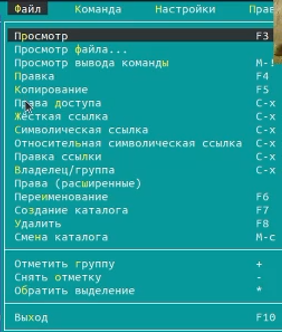 Файл Команда Настройки Прав
Просмотр F3
Просмотр файла...
Просмотр вывода команды M-!
Правка F4
Копирование F5
Права доступа C-x
Жёсткая ссылка C-x
Символическая ссылка C-x
Относительная символическая ссылка C-x
Правка ссылки C-x
Владелец/группа C-x
Права (расширенные)
Переименование F6
Создание каталога F7
Удалить F8
Смена каталога M-c
Отметить группу +
Снять отметку -
Обратить выделение *
Выход F10